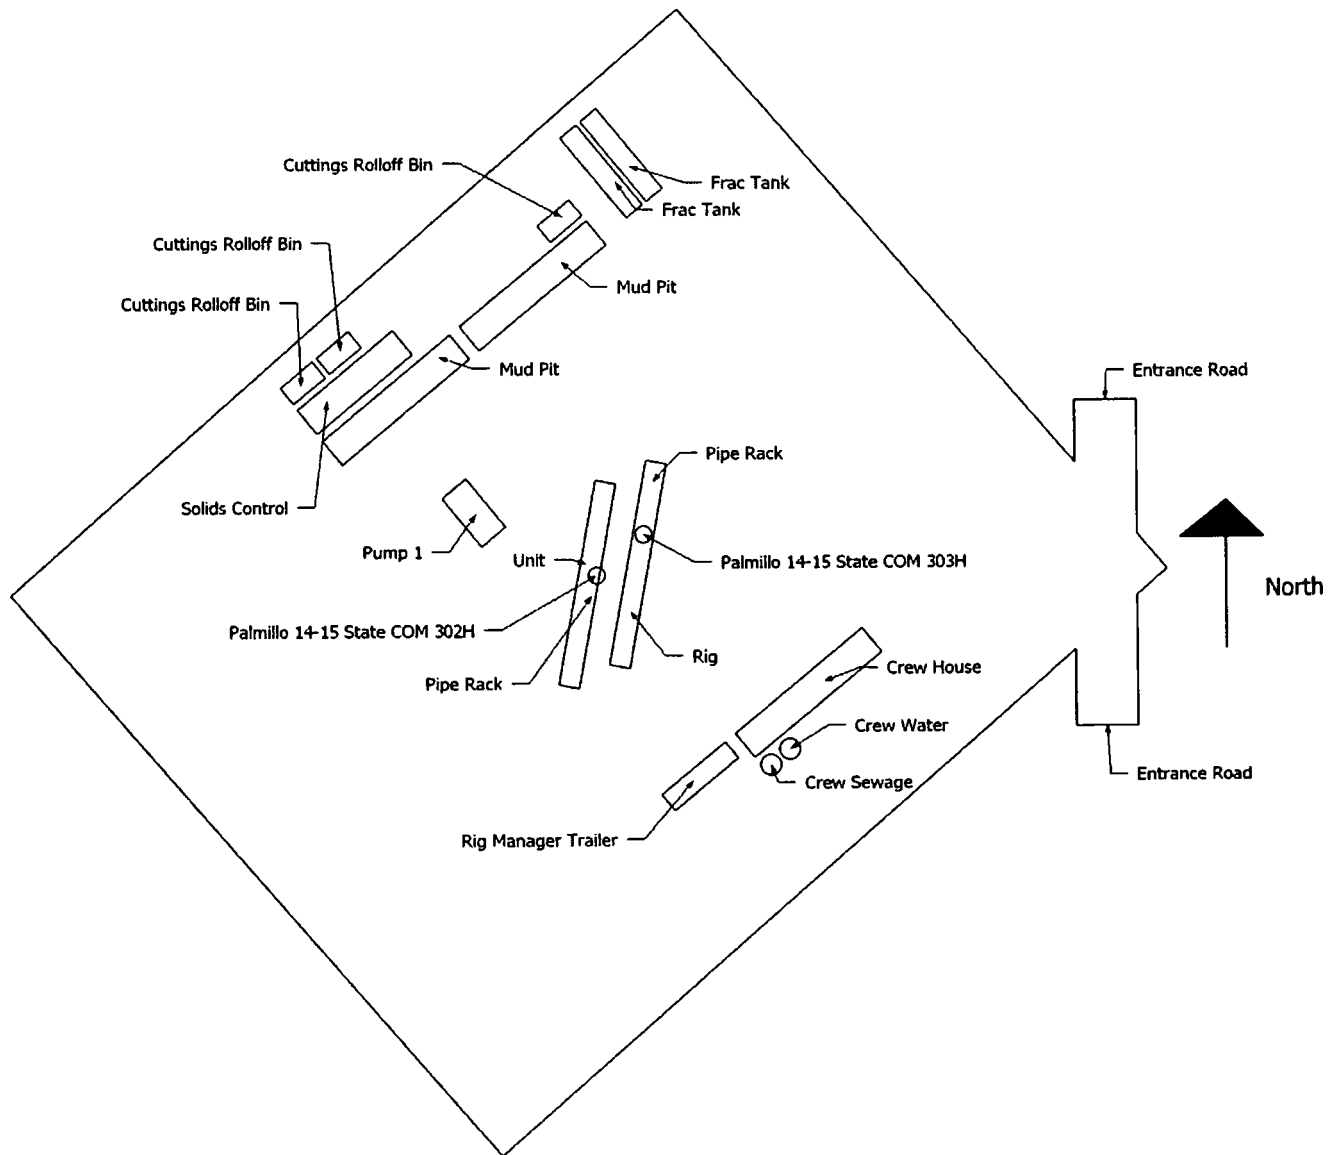 Cuttings Rolloff Bin
Frac Tank
Frac Tank
Cuttings Rolloff Bin
Mud Pit
Cuttings Rolloff Bin
Mud Pit
Entrance Road
Pipe Rack
Solids Control
Pump 1
Unit
Palmillo 14-15 State COM 303H
North
Palmillo 14-15 State COM 302H
Rig
Crew House
Pipe Rack
Crew Water
Entrance Road
Crew Sewage
Rig Manager Trailer